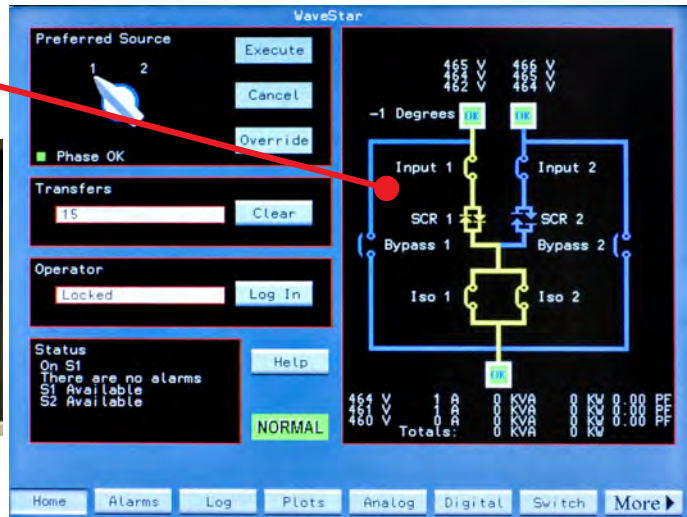 WaveStar
Preferred Source
1 2
Execute
Cancel
Override
Phase OK
Transfers
15
Clear
Operator
Locked
Log In
Status
On S1
There are no alarms
S1 Available
S2 Available
Help
NORMAL
465 V 466 V
464 V 465 V
462 V 464 V
-1 Degrees OK OK
Input 1 Input 2
SCR 1 SCR 2
Bypass 1 Bypass 2
Iso 1 Iso 2
OK
464 V 1 A 0 KVA 0 KW 0.00 PF
461 V 1 A 0 KVA 0 KW 0.00 PF
460 V 0 A 0 KVA 0 KW 0.00 PF
Totals: 0 KVA 0 KW
Home Alarms Log Plots Analog Digital Switch More